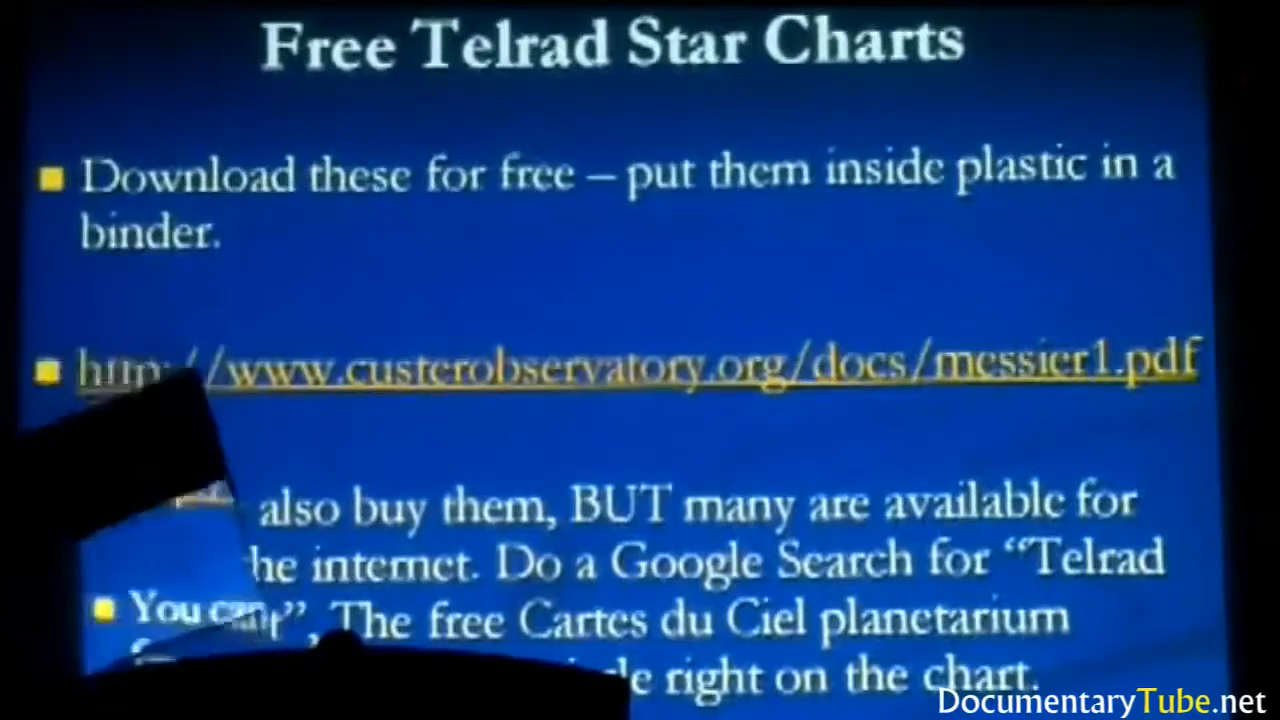 Free Telrad Star Charts
Download these for free – put them inside plastic in a
binder.
http://www.custerobservatory.org/docs/messier1.pdf
also buy them, BUT many are available for
he internet. Do a Google Search for “Telrad
You can
”, The free Cartes du Ciel planetarium
right on the chart.
DocumentaryTube.net